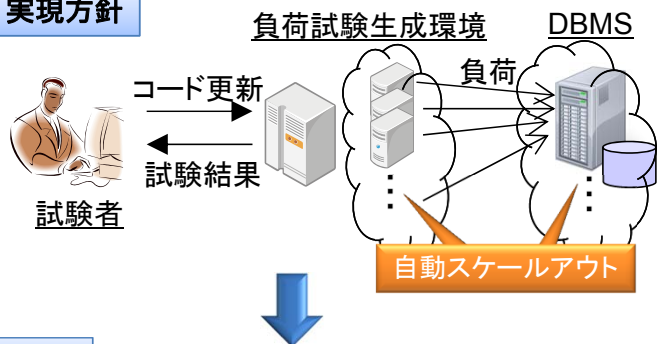 実現方針
負荷試験生成環境
DBMS
コード更新
負荷
試験結果
試験者
自動スケールアウト